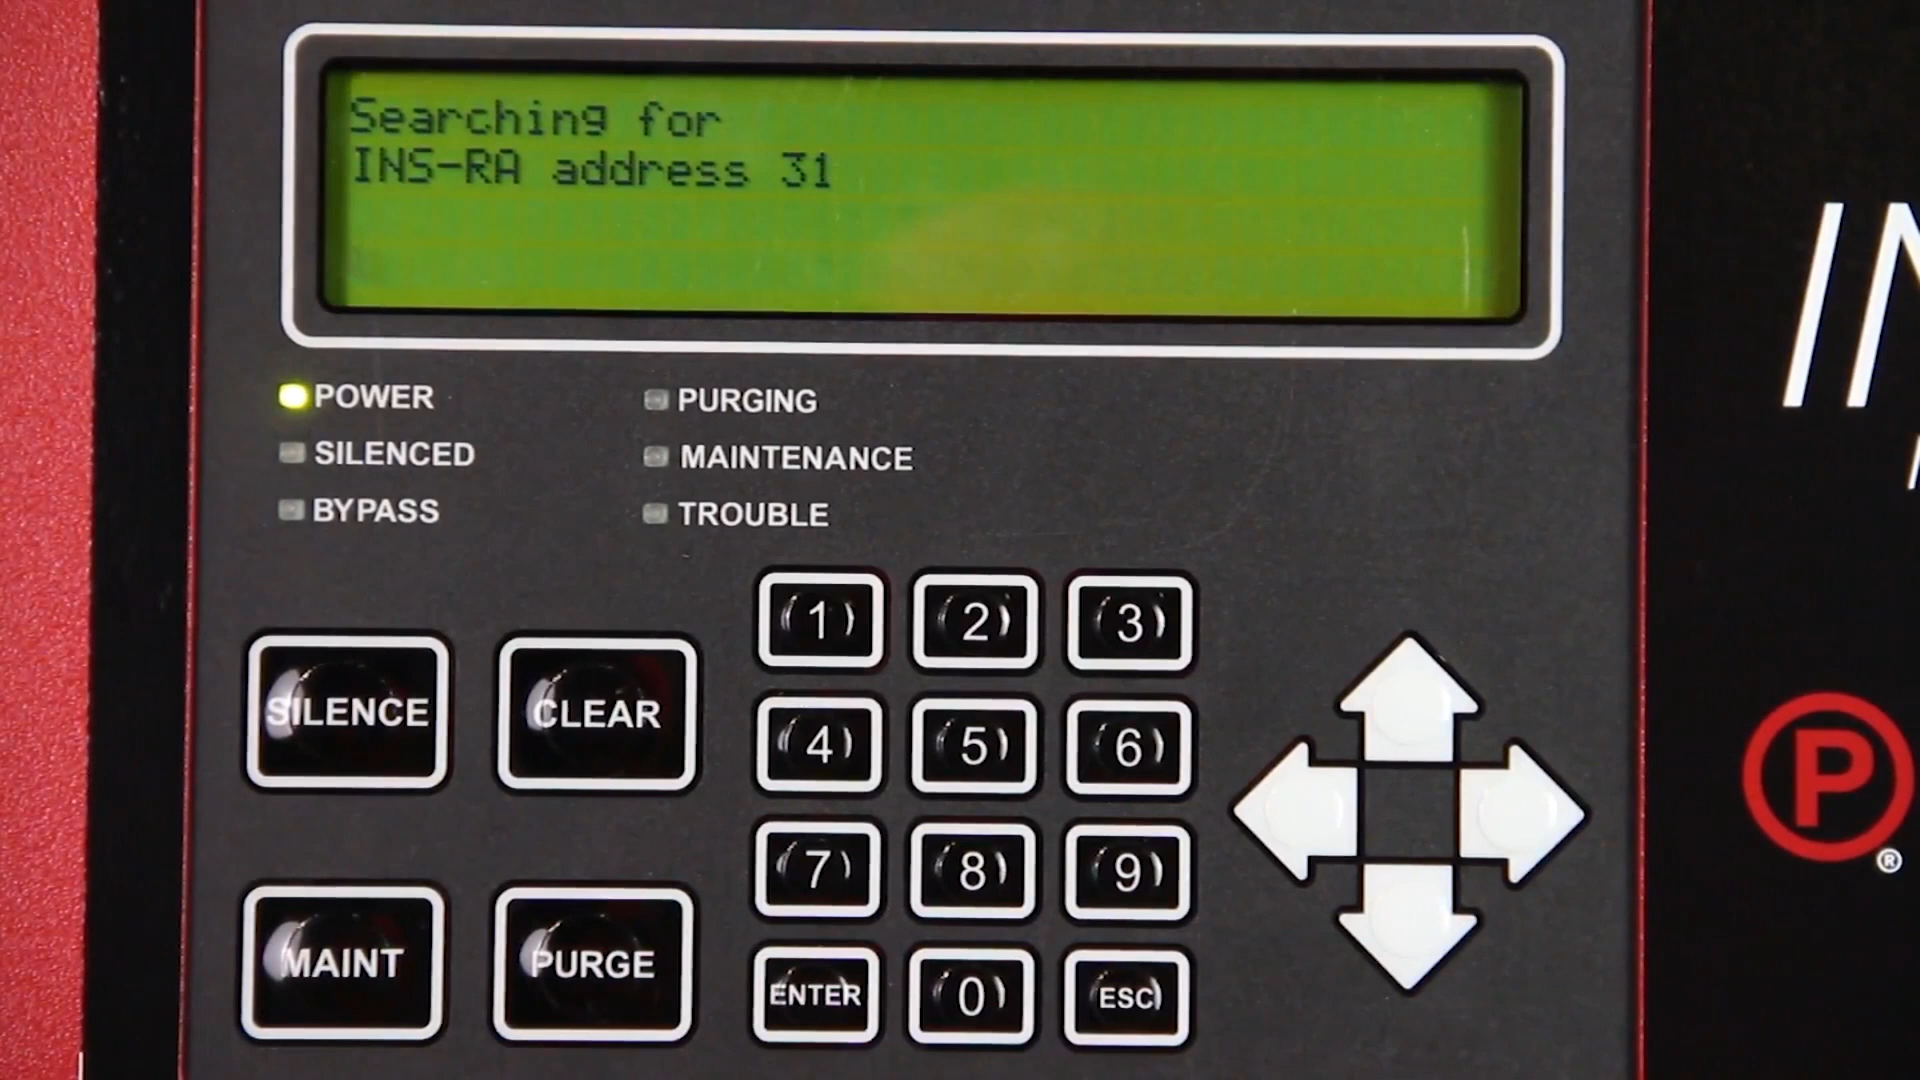 Searching for
INS-RA address 31
POWER
PURGING
SILENCED
MAINTENANCE
BYPASS
TROUBLE
1 2 3
SILENCE CLEAR
4 5 6
7 8 9
MAINT PURGE
ENTER 0 ESC
P
®